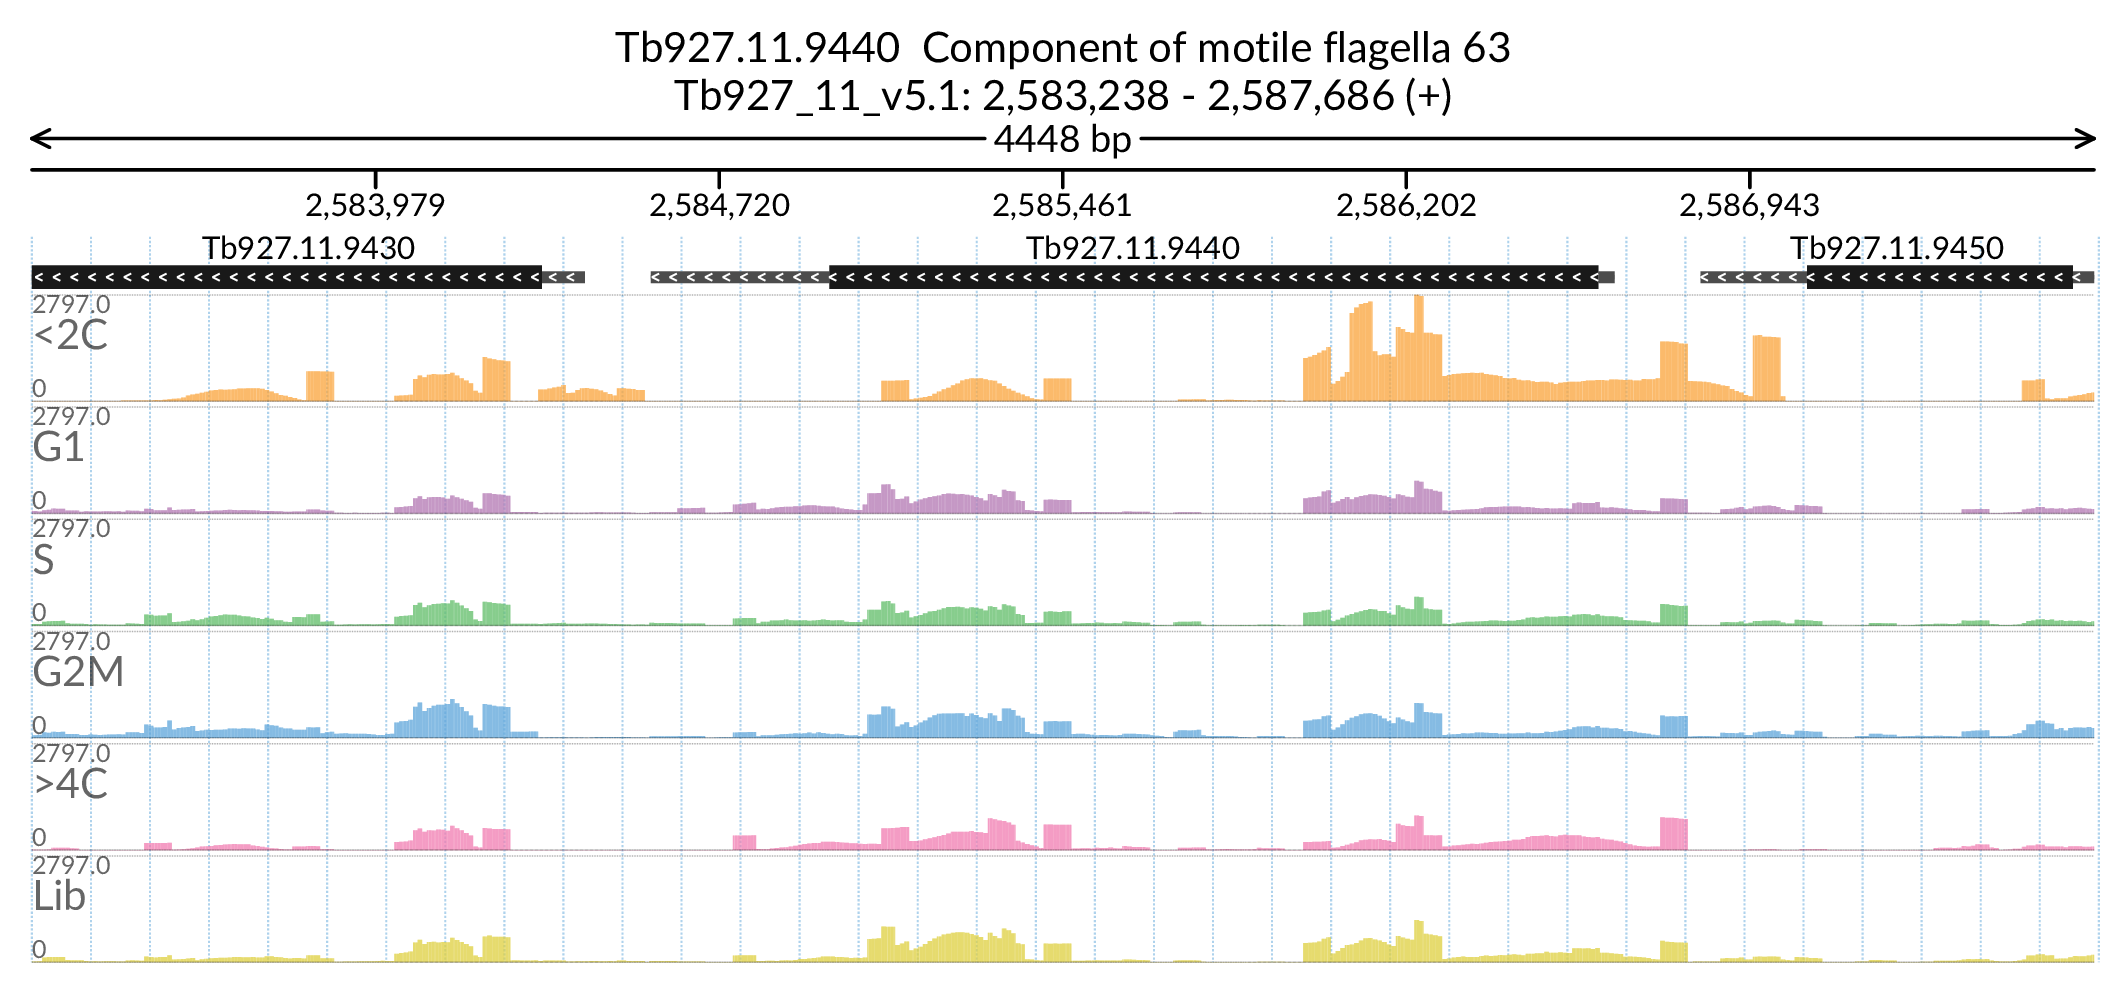 Tb927.11.9440  Component of motile flagella 63
Tb927_11_v5.1: 2,583,238 - 2,587,686 (+)
4448 bp
2,583,979 2,584,720 2,585,461 2,586,202 2,586,943
Tb927.11.9430 Tb927.11.9440 Tb927.11.9450
2797.0
<2C
0
2797.0
G1
0
2797.0
S
0
2797.0
G2M
0
2797.0
>4C
0
2797.0
Lib
0